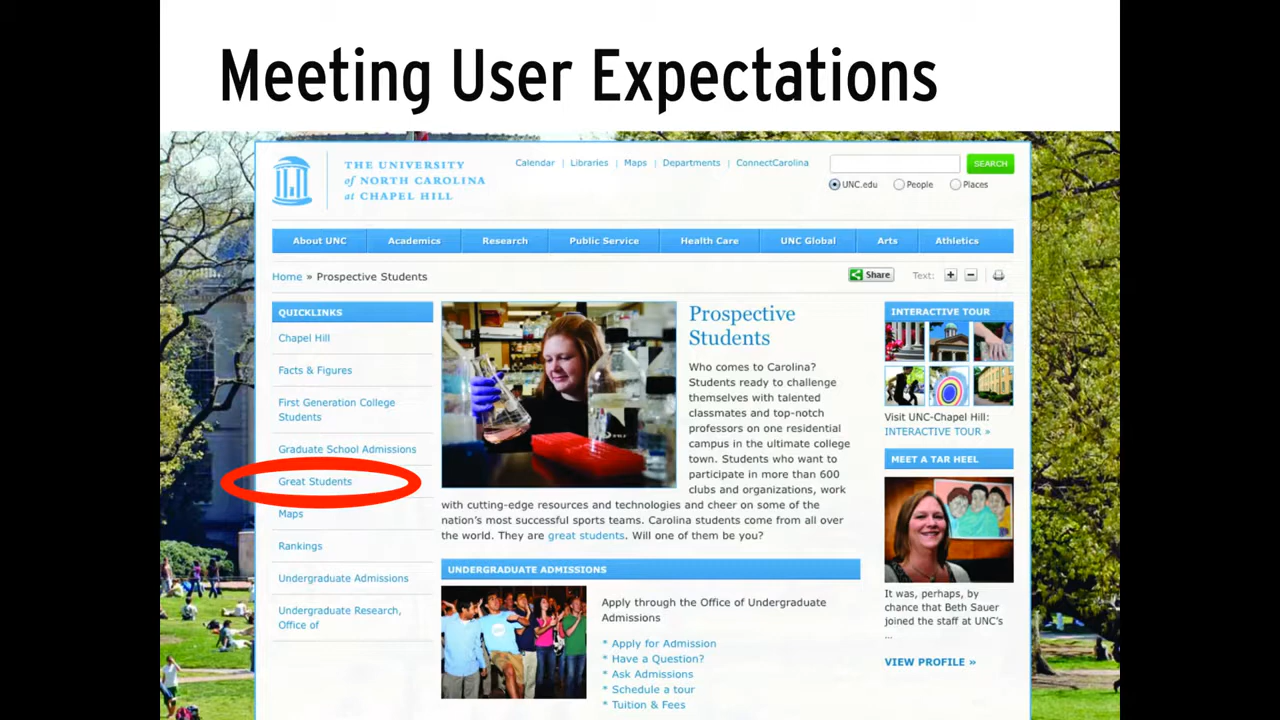 Meeting User Expectations
THE UNIVERSITY
of NORTH CAROLINA
at CHAPEL HILL
Calendar | Libraries | Maps | Departments | ConnectCarolina
SEARCH
UNC.edu People Places
About UNC Academics Research Public Service Health Care UNC Global Arts Athletics
Home » Prospective Students
Share Text: + −
QUICKLINKS
Chapel Hill
Facts & Figures
First Generation College
Students
Graduate School Admissions
Great Students
Maps
Rankings
Undergraduate Admissions
Undergraduate Research,
Office of
Prospective
Students
Who comes to Carolina?
Students ready to challenge
themselves with talented
classmates and top-notch
professors on one residential
campus in the ultimate college
town. Students who want to
participate in more than 600
clubs and organizations, work
with cutting-edge resources and technologies and cheer on some of the
nation's most successful sports teams. Carolina students come from all over
the world. They are great students. Will one of them be you?
UNDERGRADUATE ADMISSIONS
Apply through the Office of Undergraduate
Admissions
* Apply for Admission
* Have a Question?
* Ask Admissions
* Schedule a tour
* Tuition & Fees
INTERACTIVE TOUR
Visit UNC-Chapel Hill:
INTERACTIVE TOUR »
MEET A TAR HEEL
It was, perhaps, by
chance that Beth Sauer
joined the staff at UNC's
...
VIEW PROFILE »